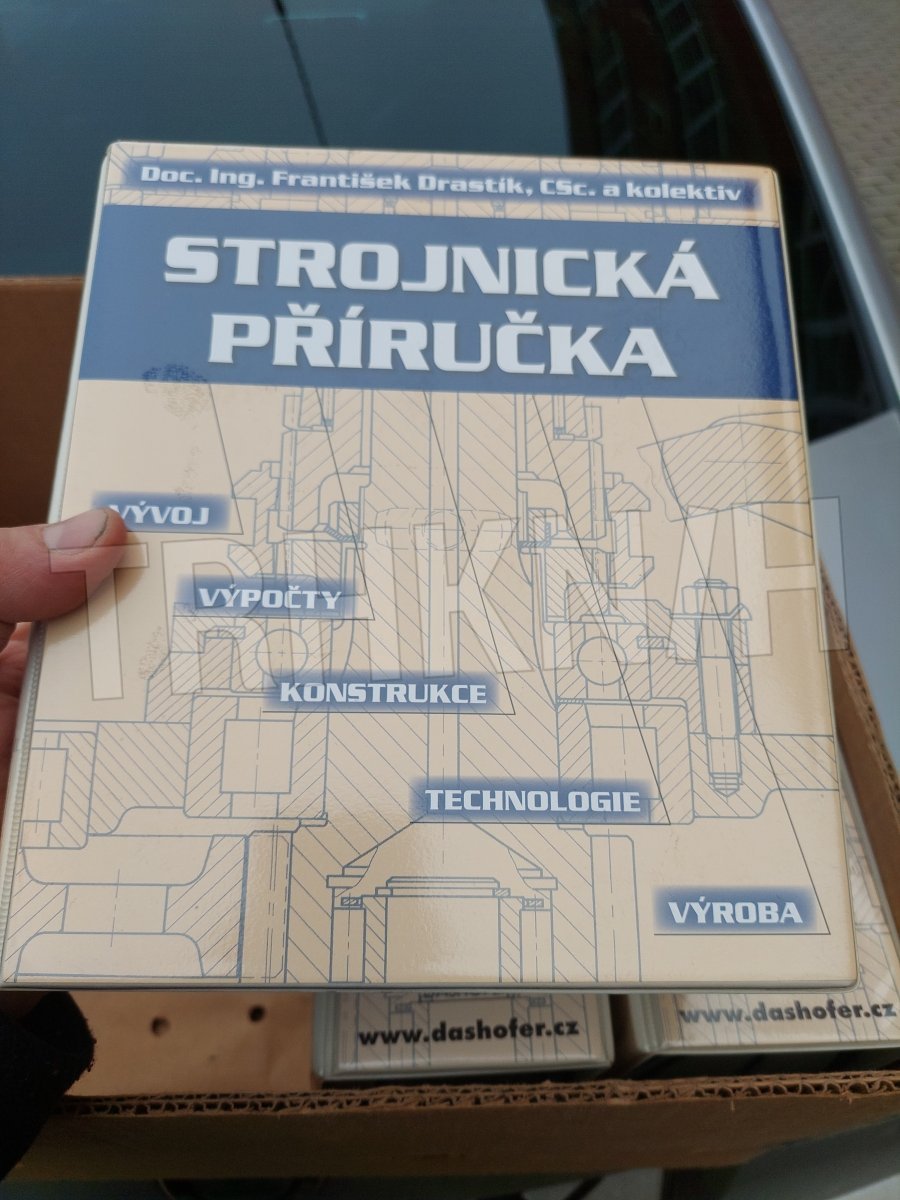 Doc. Ing. František Drastík, CSc. a kolektiv
STROJNICKÁ
PŘÍRUČKA
VÝVOJ
VÝPOČTY
KONSTRUKCE
TECHNOLOGIE
VÝROBA
www.dashofer.cz
www.dashofer.cz